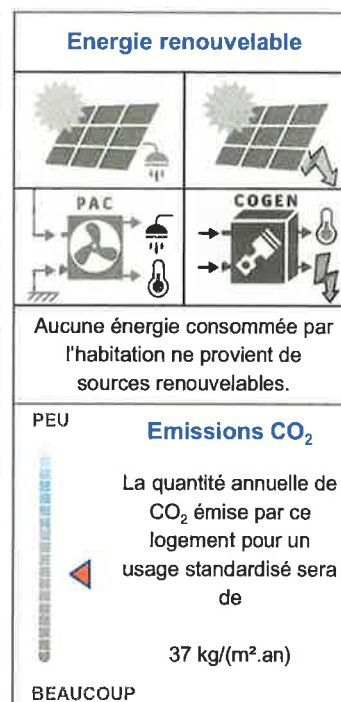 Energie renouvelable
PAC
COGEN
Aucune énergie consommée par
l'habitation ne provient de
sources renouvelables.
PEU
Emissions CO₂
La quantité annuelle de
CO₂ émise par ce
logement pour un
usage standardisé sera
de
37 kg/(m².an)
BEAUCOUP